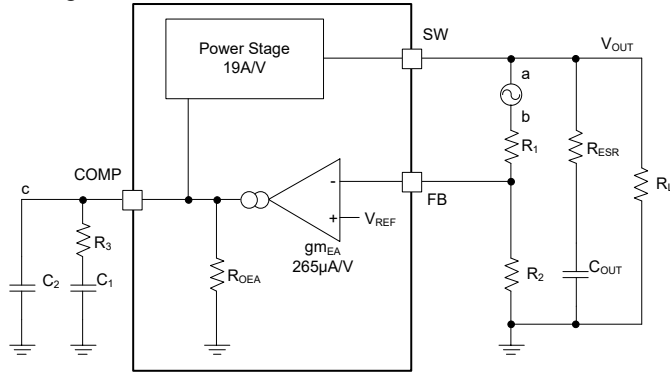 SW
Power Stage
19A/V
VOUT
a
b
R1
RESR
RL
COMP
c
-
+
VREF
FB
gmEA
265µA/V
R3
ROEA
R2
COUT
C2
C1